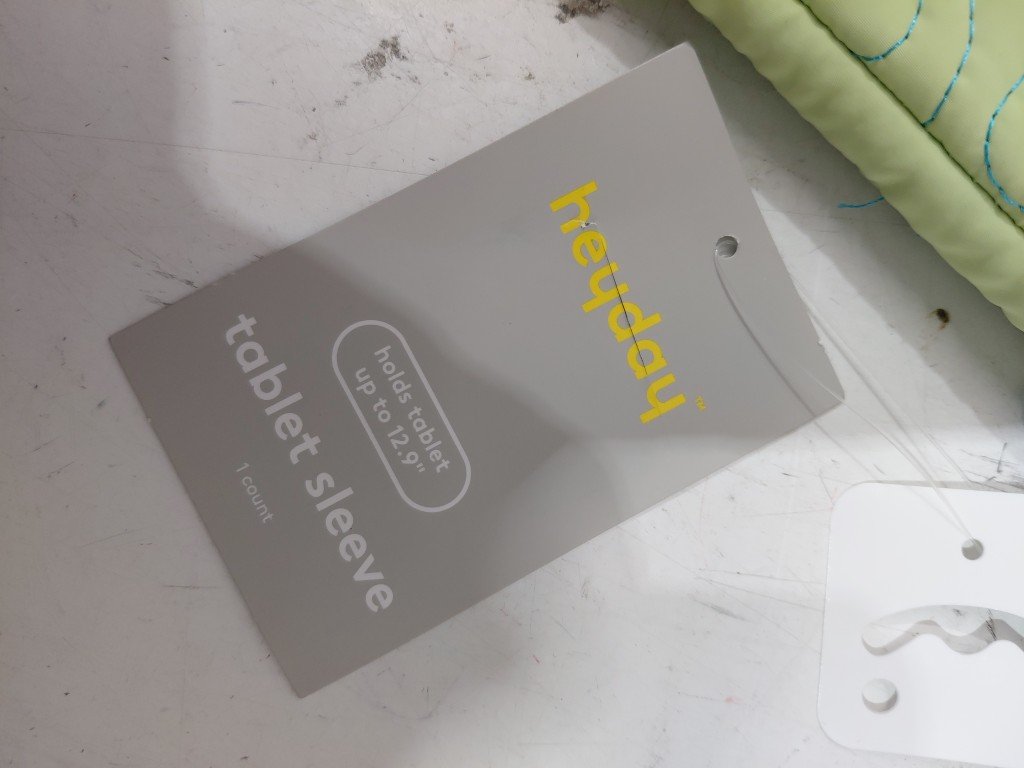 heyday™
holds tablet
up to 12.9"
tablet sleeve
1 count